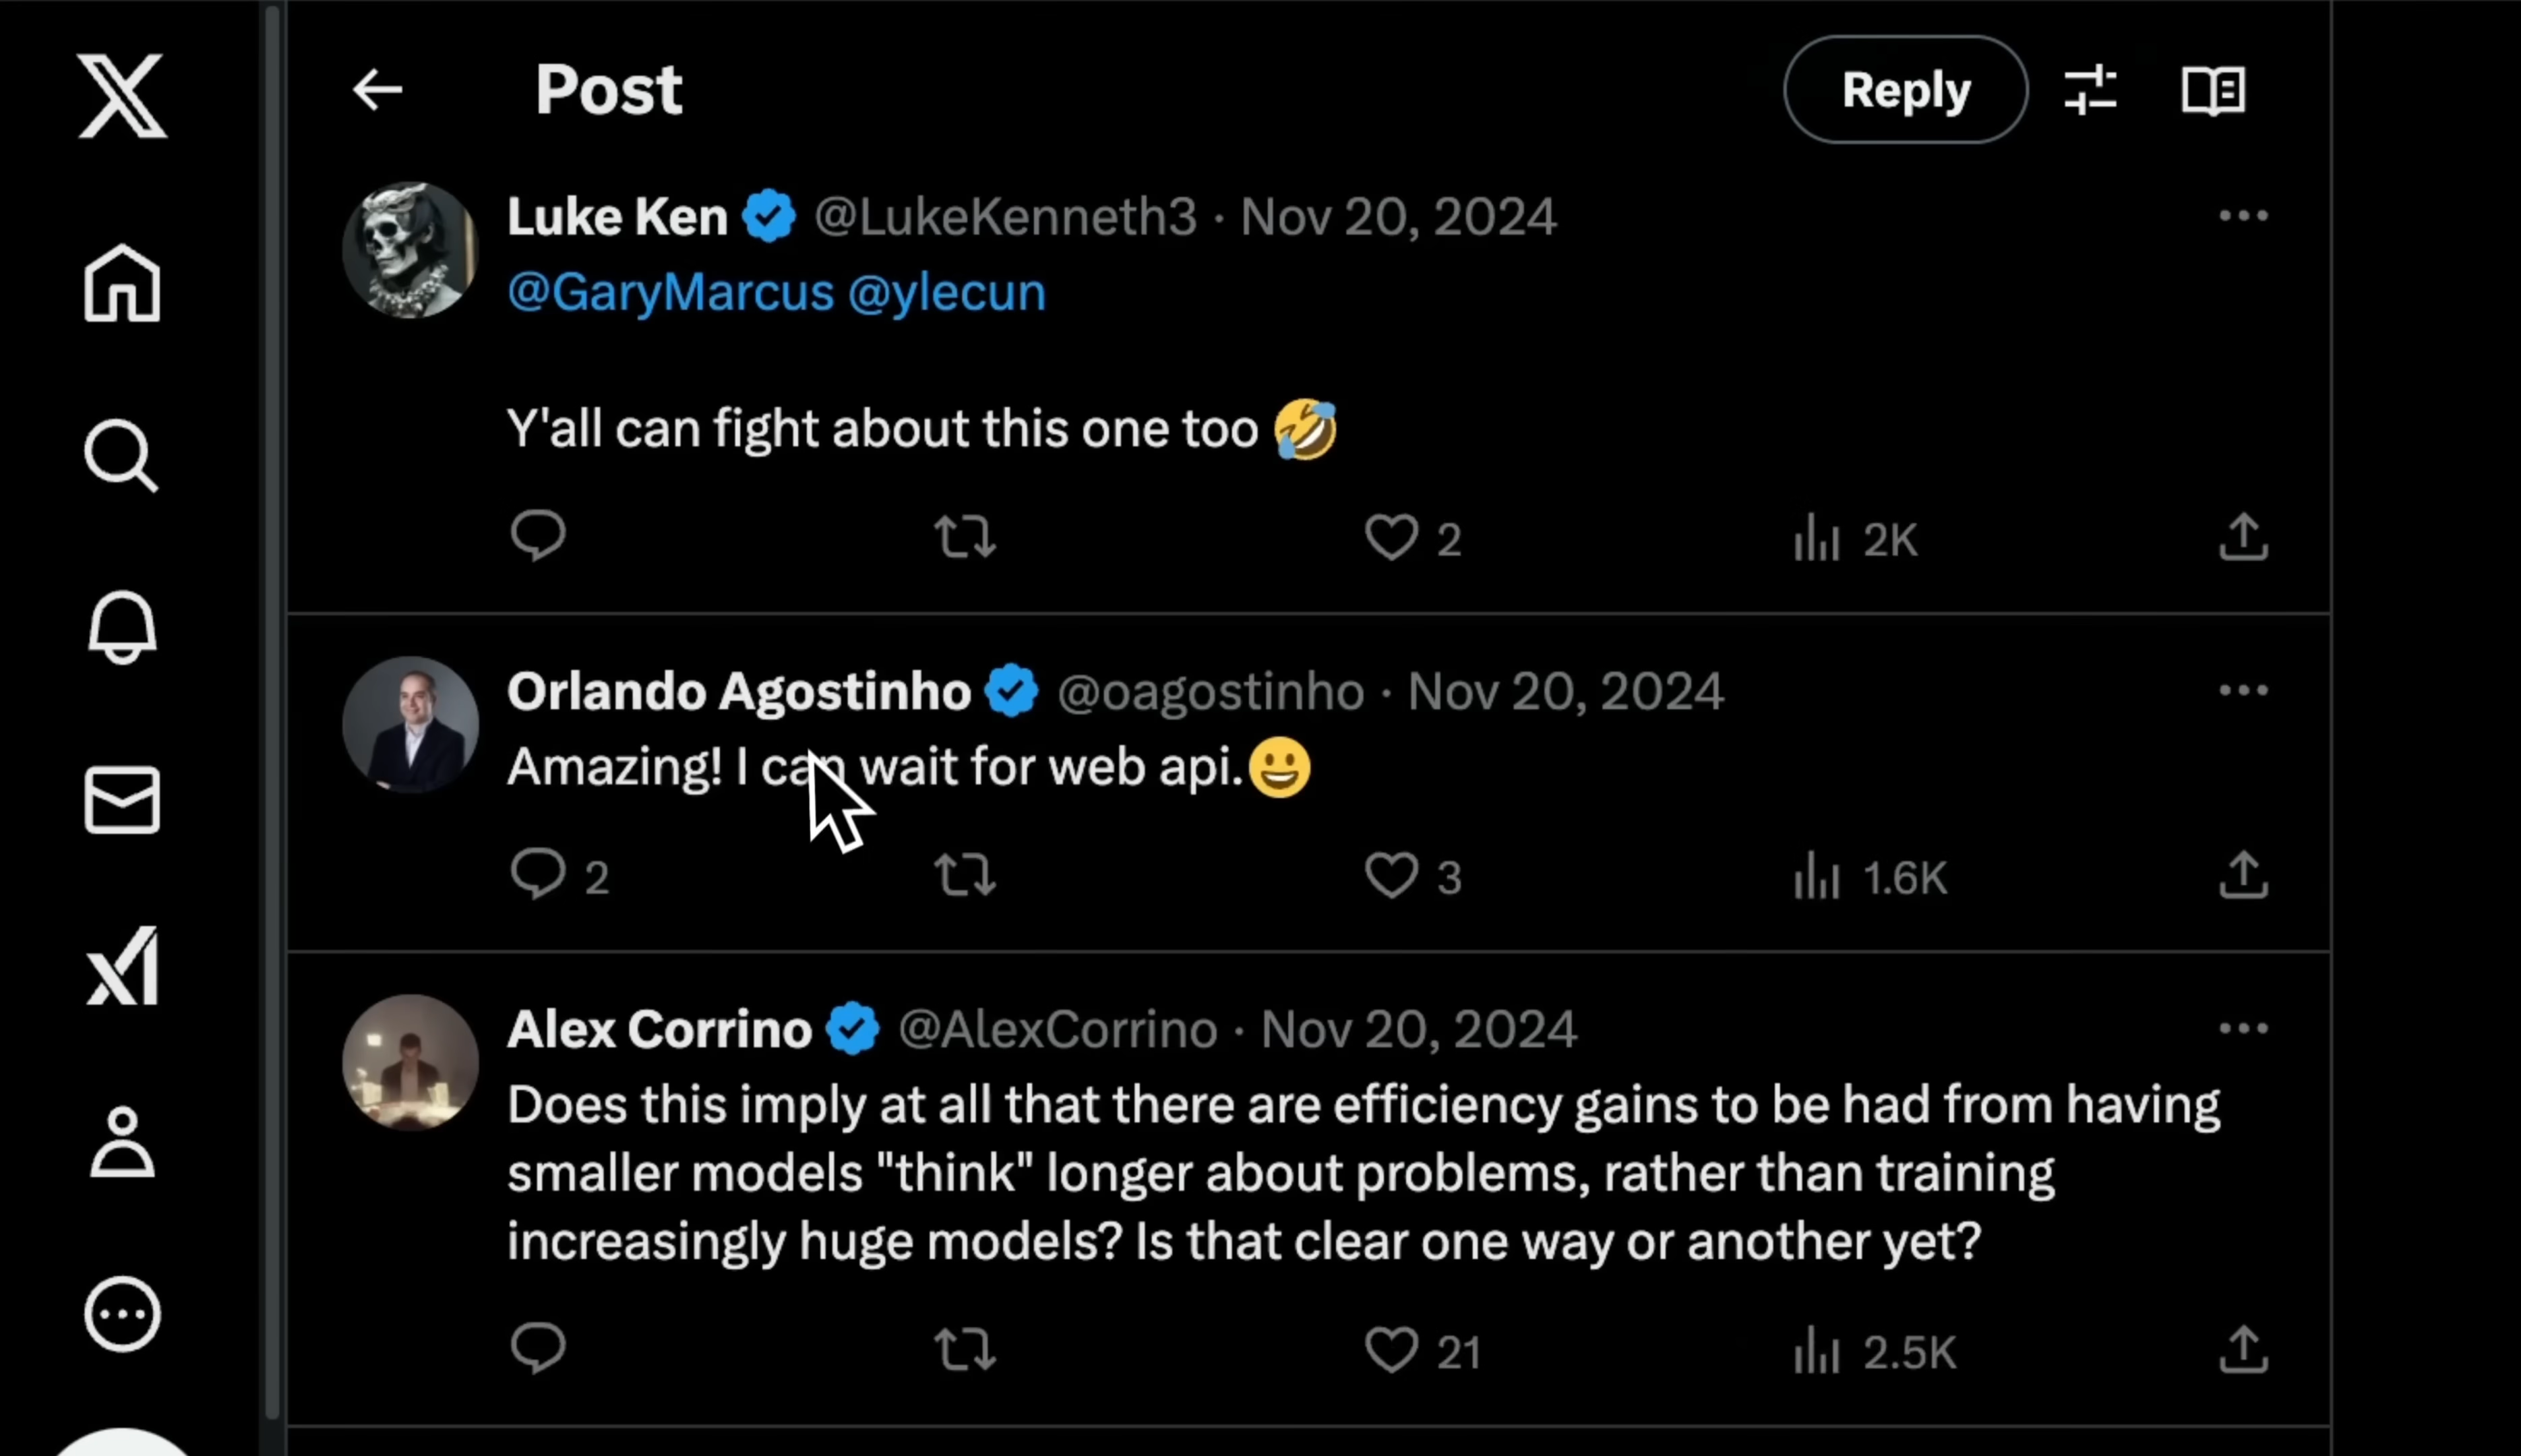 Post
Reply
Luke Ken @LukeKenneth3 · Nov 20, 2024
@GaryMarcus @ylecun
Y'all can fight about this one too 🤣
2 2K
Orlando Agostinho @oagostinho · Nov 20, 2024
Amazing! I can wait for web api.😀
2 3 1.6K
Alex Corrino @AlexCorrino · Nov 20, 2024
Does this imply at all that there are efficiency gains to be had from having
smaller models "think" longer about problems, rather than training
increasingly huge models? Is that clear one way or another yet?
21 2.5K